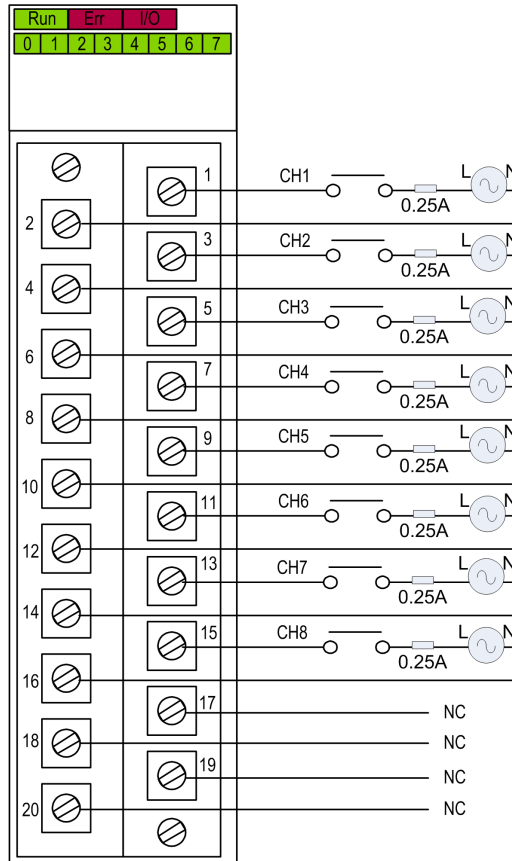 Run Err I/O
0 1 2 3 4 5 6 7
1 CH1 L N
0.25A
2
3 CH2 L N
0.25A
4
5 CH3 L N
0.25A
6
7 CH4 L N
0.25A
8
9 CH5 L N
0.25A
10
11 CH6 L N
0.25A
12
13 CH7 L N
0.25A
14
15 CH8 L N
0.25A
16
17 NC
18 NC
19 NC
20 NC